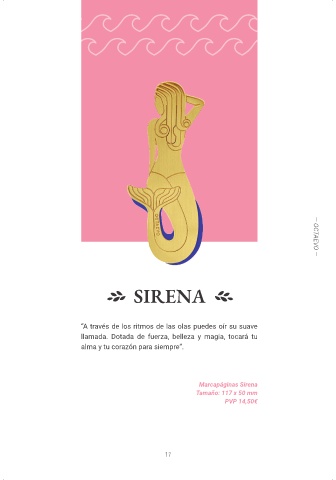 — OCTAEVO —
SIRENA
“A través de los ritmos de las olas puedes oír su suave
llamada. Dotada de fuerza, belleza y magia, tocará tu
alma y tu corazón para siempre”.
Marcapáginas Sirena
Tamaño: 117 x 50 mm
PVP 14,50€
17